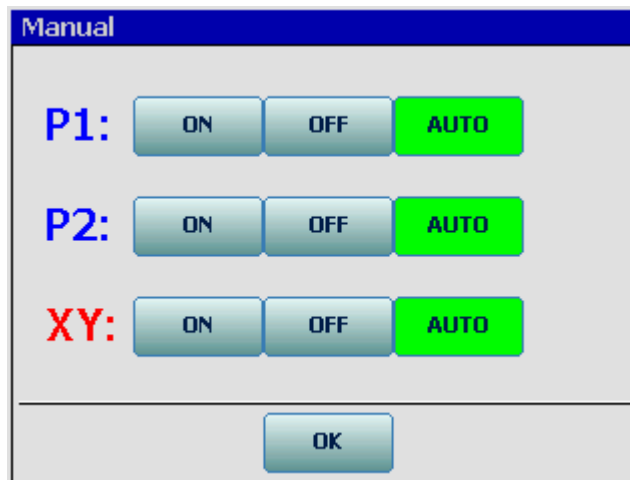 Manual
P1: ON OFF AUTO
P2: ON OFF AUTO
XY: ON OFF AUTO
OK